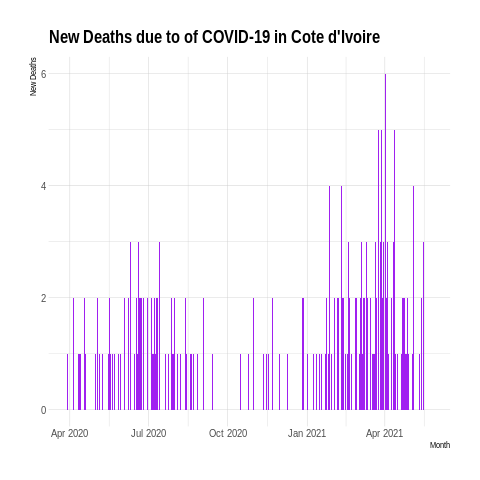 New Deaths due to of COVID-19 in Cote d'Ivoire
New Deaths
6
4
2
0
Apr 2020 Jul 2020 Oct 2020 Jan 2021 Apr 2021
Month